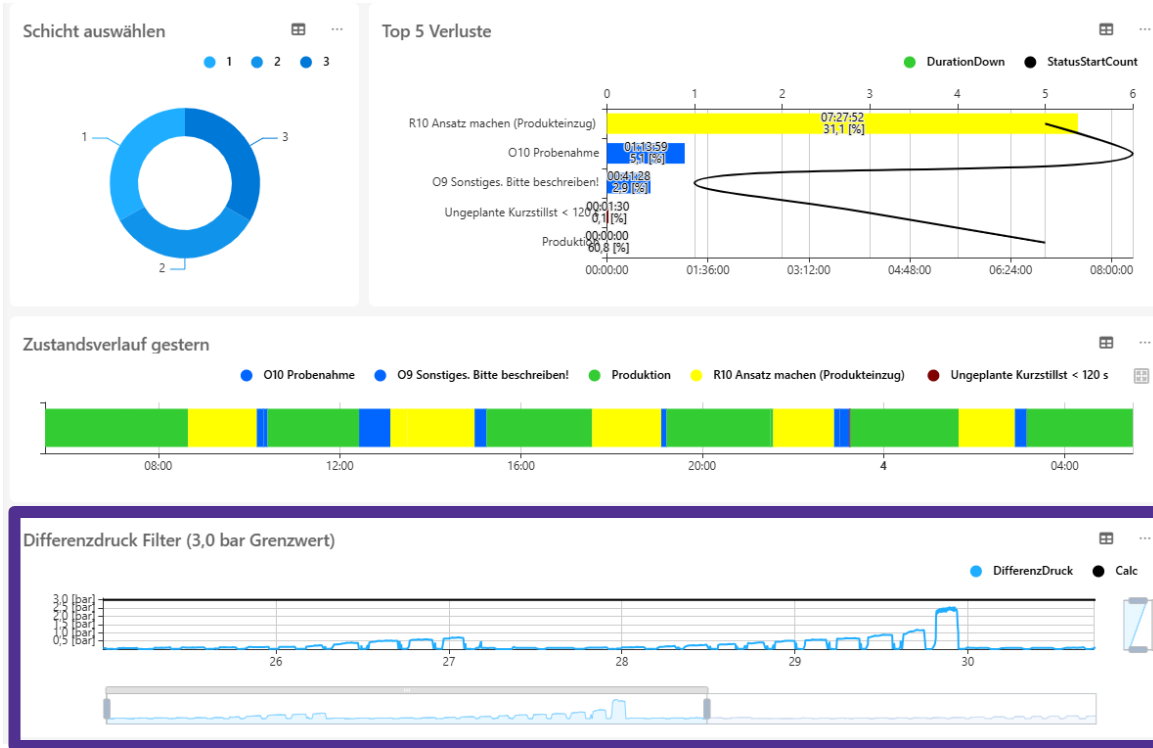 Schicht auswählen
1 2 3
1
3
2
Top 5 Verluste
DurationDown StatusStartCount
0 1 2 3 4 5 6
R10 Ansatz machen (Produkteinzug)
07:27:52
31,1 [%]
O10 Probenahme
01:13:59
5,1 [%]
O9 Sonstiges. Bitte beschreiben!
00:41:28
2,9 [%]
Ungeplante Kurzstillst < 120 s
00:01:30
0,1 [%]
Produktion
00:00:00
60,8 [%]
00:00:00 01:36:00 03:12:00 04:48:00 06:24:00 08:00:00
Zustandsverlauf gestern
O10 Probenahme O9 Sonstiges. Bitte beschreiben! Produktion R10 Ansatz machen (Produkteinzug) Ungeplante Kurzstillst < 120 s
08:00 12:00 16:00 20:00 4 04:00
Differenzdruck Filter (3,0 bar Grenzwert)
DifferenzDruck Calc
3,0 [bar]
2,5 [bar]
2,0 [bar]
1,5 [bar]
1,0 [bar]
0,5 [bar]
26 27 28 29 30